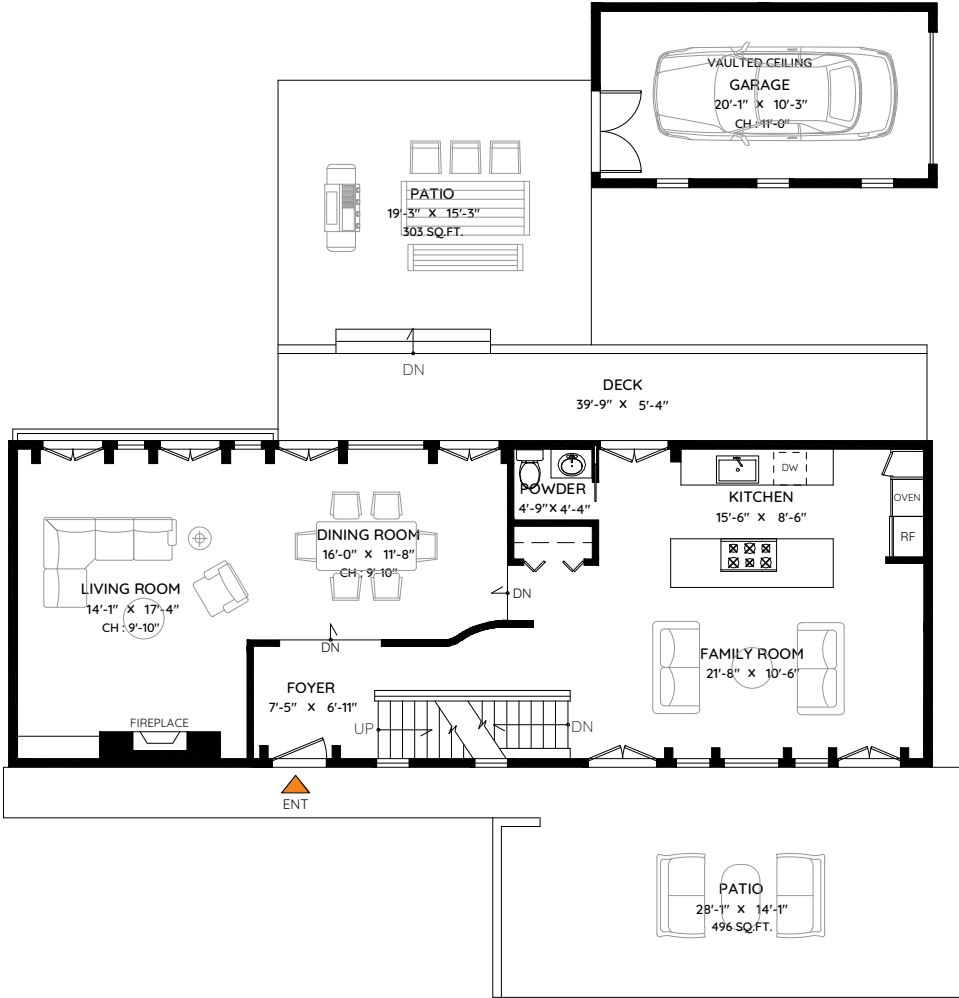 VAULTED CEILING
GARAGE
20'-1" X 10'-3"
CH : 11'-0"
PATIO
19'-3" X 15'-3"
303 SQ.FT.
DN
DECK
39'-9" X 5'-4"
POWDER
4'-9" X 4'-4"
DW
KITCHEN
15'-6" X 8'-6"
OVEN
RF
DINING ROOM
16'-0" X 11'-8"
CH : 9'-10"
LIVING ROOM
14'-1" X 17'-4"
CH : 9'-10"
DN
DN
FAMILY ROOM
21'-8" X 10'-6"
FOYER
7'-5" X 6'-11"
FIREPLACE
UP
DN
ENT
PATIO
28'-1" X 14'-1"
496 SQ.FT.